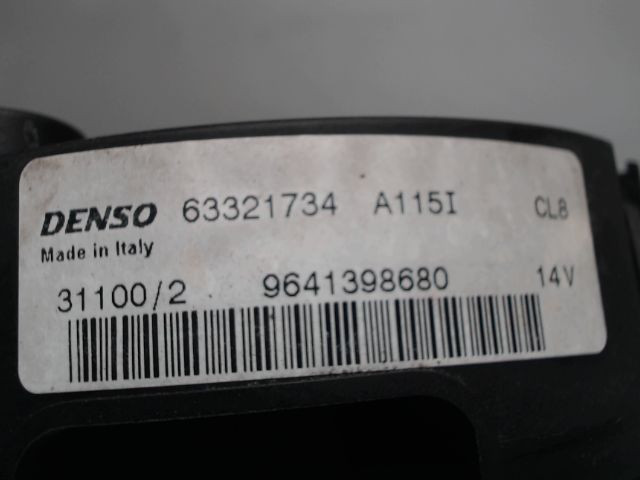 DENSO 63321734 A115I CL8
Made in Italy
31100/2 9641398680 14V